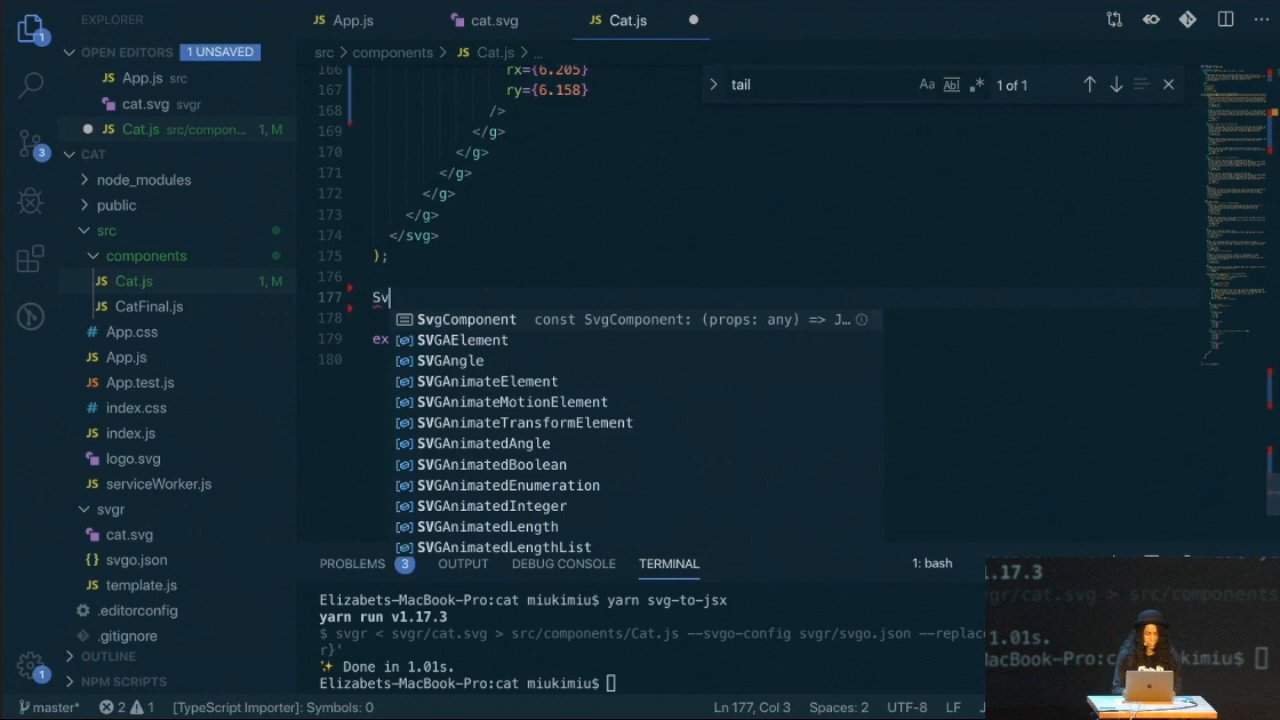 EXPLORER
OPEN EDITORS 1 UNSAVED
JS App.js src
cat.svg svgr
JS Cat.js src/compon... 1, M
CAT
node_modules
public
src
components
JS Cat.js 1, M
JS CatFinal.js
# App.css
JS App.js
JS App.test.js
# index.css
JS index.js
logo.svg
JS serviceWorker.js
svgr
cat.svg
{} svgo.json
JS template.js
.editorconfig
.gitignore
OUTLINE
NPM SCRIPTS
1
3
1
JS App.js cat.svg JS Cat.js
src > components > JS Cat.js > ...
tail Aa Abl .* 1 of 1
166 rx={6.205}
167 ry={6.158}
168 />
169 </g>
170 </g>
171 </g>
172 </g>
173 </g>
174 </svg>
175 );
176
177 Sv
178
179 ex
180
SvgComponent const SvgComponent: (props: any) => J…
SVGAElement
SVGAngle
SVGAnimateElement
SVGAnimateMotionElement
SVGAnimateTransformElement
SVGAnimatedAngle
SVGAnimatedBoolean
SVGAnimatedEnumeration
SVGAnimatedInteger
SVGAnimatedLength
SVGAnimatedLengthList
PROBLEMS 3 OUTPUT DEBUG CONSOLE TERMINAL 1: bash
Elizabets-MacBook-Pro:cat miukimiu$ yarn svg-to-jsx
yarn run v1.17.3
$ svgr < svgr/cat.svg > src/components/Cat.js --svgo-config svgr/svgo.json --replac
r}'
✨ Done in 1.01s.
Elizabets-MacBook-Pro:cat miukimiu$
.17.3
gr/cat.svg > src/components
1.01s.
acBook-Pro:c kimiu$
master* 2 1 [TypeScript Importer]: Symbols: 0 Ln 177, Col 3 Spaces: 2 UTF-8 LF